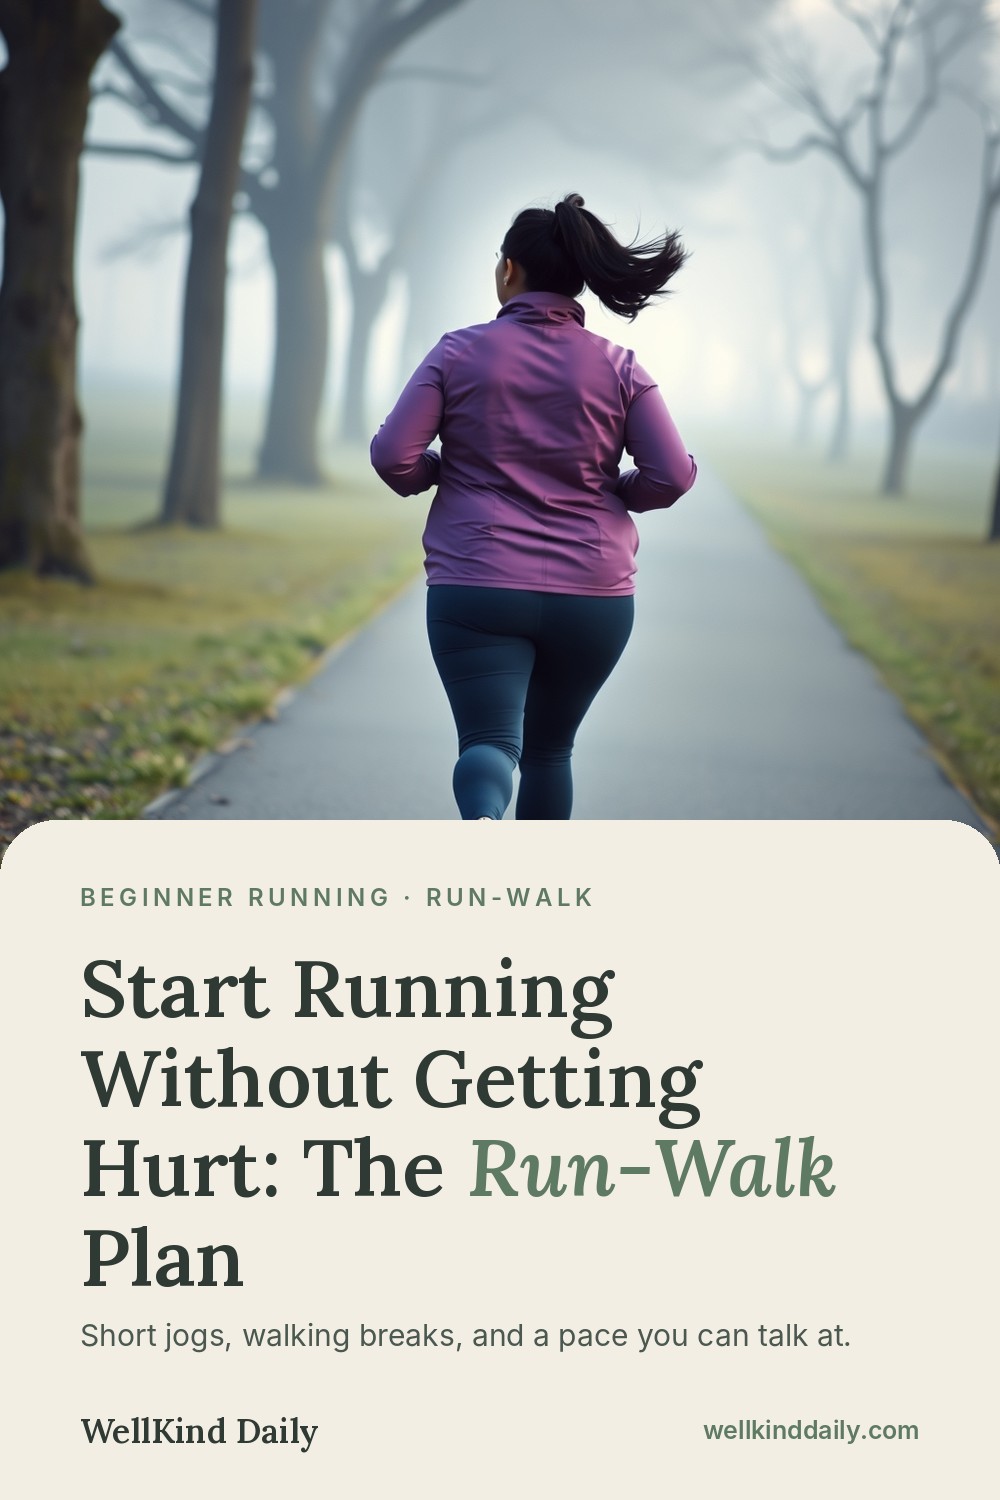 BEGINNER RUNNING · RUN-WALK
Start Running
Without Getting
Hurt: The Run-Walk
Plan
Short jogs, walking breaks, and a pace you can talk at.
WellKind Daily
wellkinddaily.com